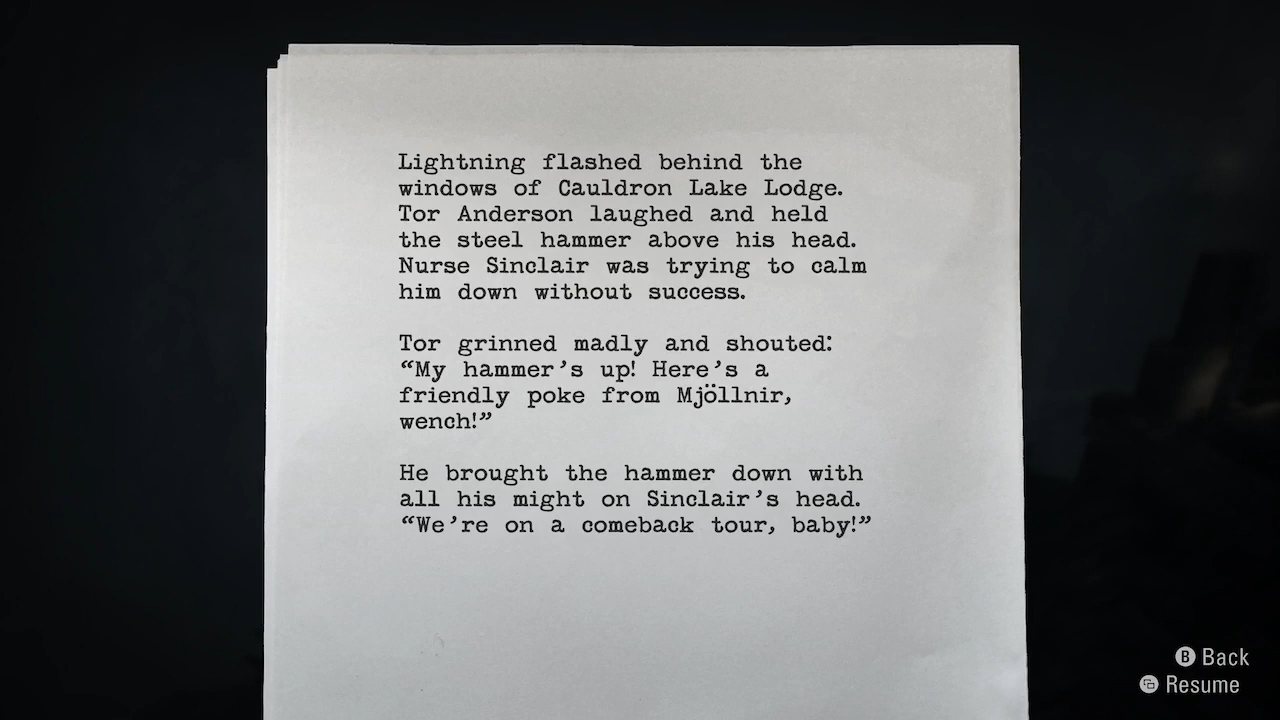 Lightning flashed behind the
windows of Cauldron Lake Lodge.
Tor Anderson laughed and held
the steel hammer above his head.
Nurse Sinclair was trying to calm
him down without success.
Tor grinned madly and shouted:
“My hammer’s up! Here’s a
friendly poke from Mjöllnir,
wench!”
He brought the hammer down with
all his might on Sinclair’s head.
“We’re on a comeback tour, baby!”
B Back
Resume